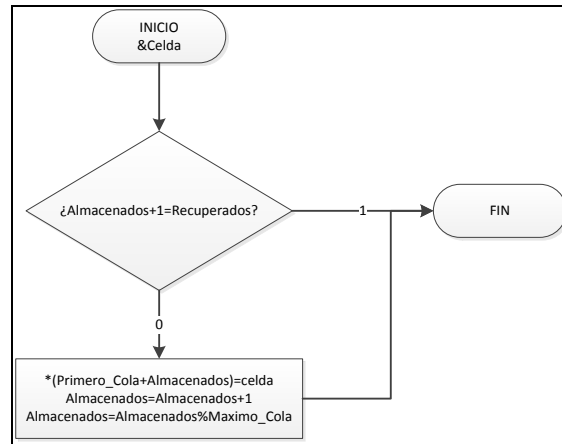 INICIO
&Celda
¿Almacenados+1=Recuperados?
1
FIN
0
*(Primero_Cola+Almacenados)=celda
Almacenados=Almacenados+1
Almacenados=Almacenados%Maximo_Cola